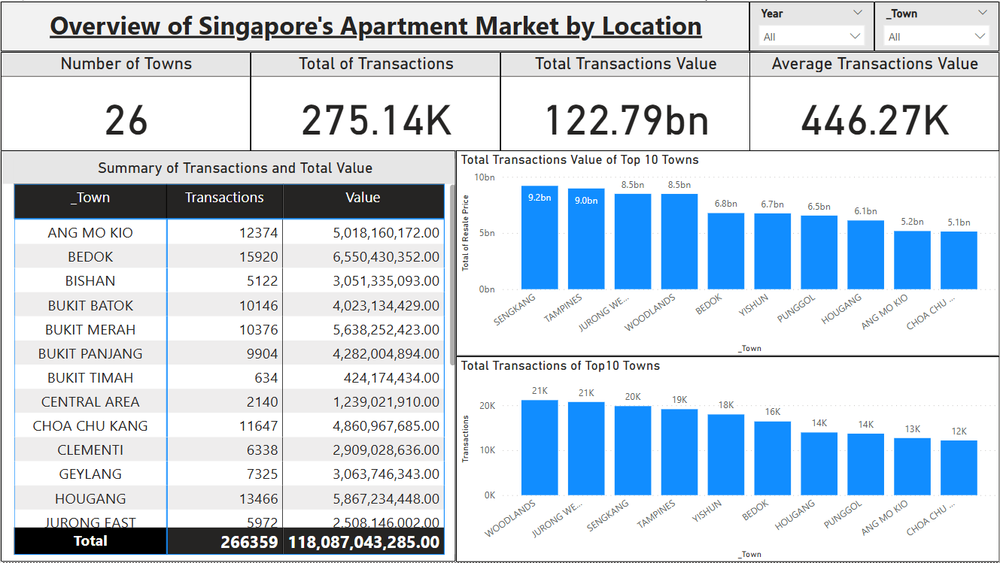 Overview of Singapore's Apartment Market by Location
Year
All
_Town
All
Number of Towns
Total of Transactions
Total Transactions Value
Average Transactions Value
26
275.14K
122.79bn
446.27K
Summary of Transactions and Total Value
_Town Transactions Value
ANG MO KIO 12374 5,018,160,172.00
BEDOK 15920 6,550,430,352.00
BISHAN 5122 3,051,335,093.00
BUKIT BATOK 10146 4,023,134,429.00
BUKIT MERAH 10376 5,638,252,423.00
BUKIT PANJANG 9904 4,282,004,894.00
BUKIT TIMAH 634 424,174,434.00
CENTRAL AREA 2140 1,239,021,910.00
CHOA CHU KANG 11647 4,860,967,685.00
CLEMENTI 6338 2,909,028,636.00
GEYLANG 7325 3,063,746,343.00
HOUGANG 13466 5,867,234,448.00
JURONG EAST 5972 2,508,146,002.00
Total 266359 118,087,043,285.00
Total Transactions Value of Top 10 Towns
Total of Resale Price
10bn
5bn
0bn
9.2bn 9.0bn 8.5bn 8.5bn 6.8bn 6.7bn 6.5bn 6.1bn 5.2bn 5.1bn
SENGKANG TAMPINES JURONG WE... WOODLANDS BEDOK YISHUN PUNGGOL HOUGANG ANG MO KIO CHOA CHU ...
_Town
Total Transactions of Top10 Towns
Transactions
20K
10K
0K
21K 21K 20K 19K 18K 16K 14K 14K 13K 12K
WOODLANDS JURONG WE... SENGKANG TAMPINES YISHUN BEDOK HOUGANG PUNGGOL ANG MO KIO CHOA CHU ...
_Town